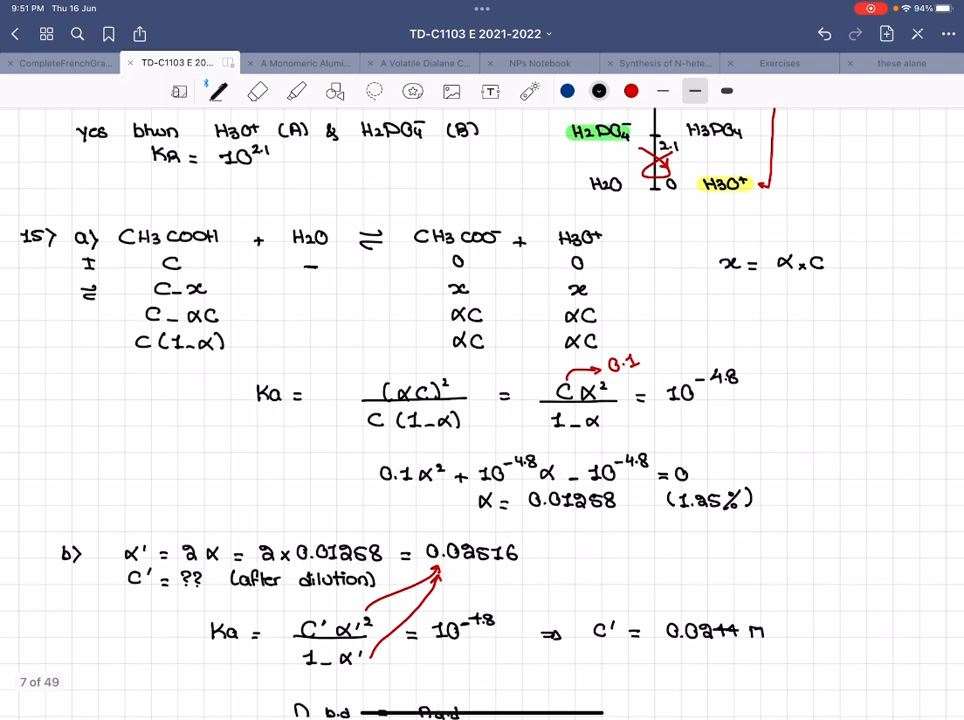 9:51 PM Thu 16 Jun
94%
TD-C1103 E 2021-2022
CompleteFrenchGra...
TD-C1103 E 20...
A Monomeric Alumi...
A Volatile Dialane C...
NPs Notebook
Synthesis of N-hete...
Exercises
these alane
yes bhwn H3O+ (A) & H2PO4- (B)
KR = 10^2.1
H2PO4- H3PO4
2.1
H2O 0 H3O+
15> a) CH3COOH + H2O ⇌ CH3COO- + H3O+
I C - 0 0 x = α×C
⇌ C-x x x
C-αC αC αC
C(1-α) αC αC
Ka = (αC)² / C(1-α) = Cα² / 1-α = 10^-4.8
0.1
0.1α² + 10^-4.8 α - 10^-4.8 = 0
α = 0.01258 (1.25%)
b> α' = 2α = 2×0.01258 = 0.02516
C' = ?? (after dilution)
Ka = C'α'² / 1-α' = 10^-4.8 ⇒ C' = 0.0244 M
7 of 49